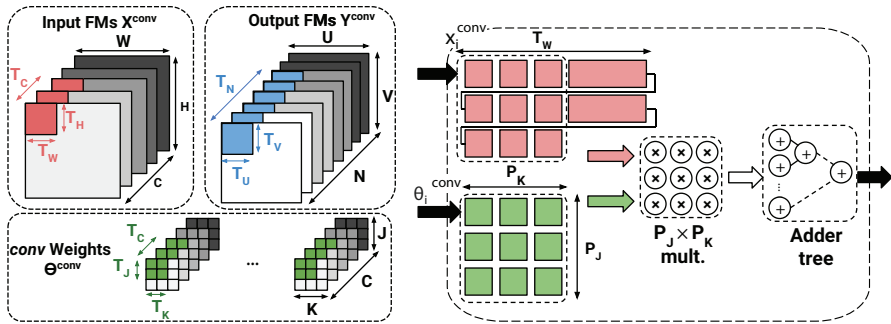 Input FMs X^conv
W
T_C
T_H
T_W
H
C
Output FMs Y^conv
U
T_N
T_V
T_U
V
N
conv Weights
Θ^conv
T_C
T_J
T_K
...
J
C
K
x_i^conv
T_W
P_K
θ_i^conv
P_J
× × ×
× × ×
× × ×
P_J × P_K
mult.
+ + + + +
...
Adder
tree